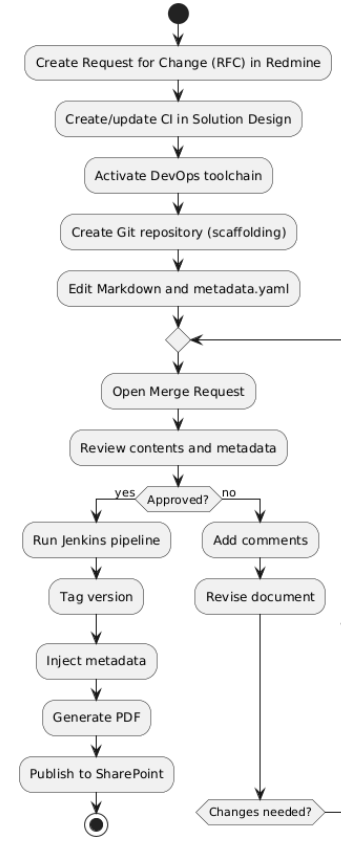 Create Request for Change (RFC) in Redmine
Create/update CI in Solution Design
Activate DevOps toolchain
Create Git repository (scaffolding)
Edit Markdown and metadata.yaml
Open Merge Request
Review contents and metadata
yes
Approved?
no
Run Jenkins pipeline
Add comments
Tag version
Revise document
Inject metadata
Generate PDF
Publish to SharePoint
Changes needed?